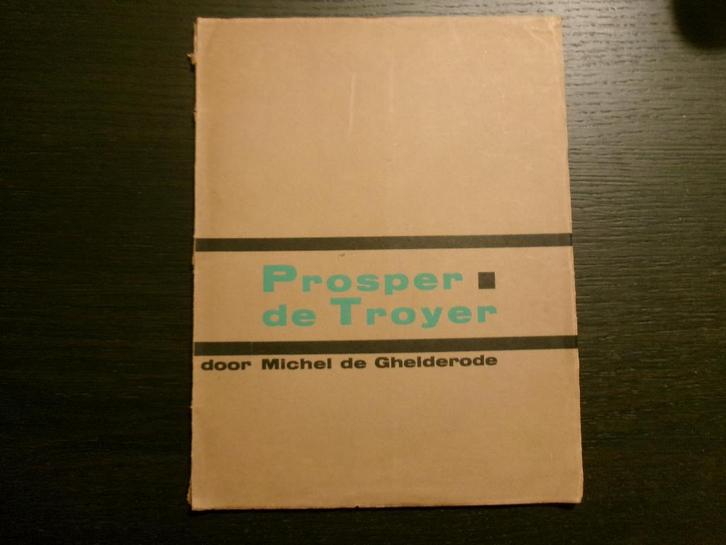 Prosper
de Troyer
door Michel de Ghelderode